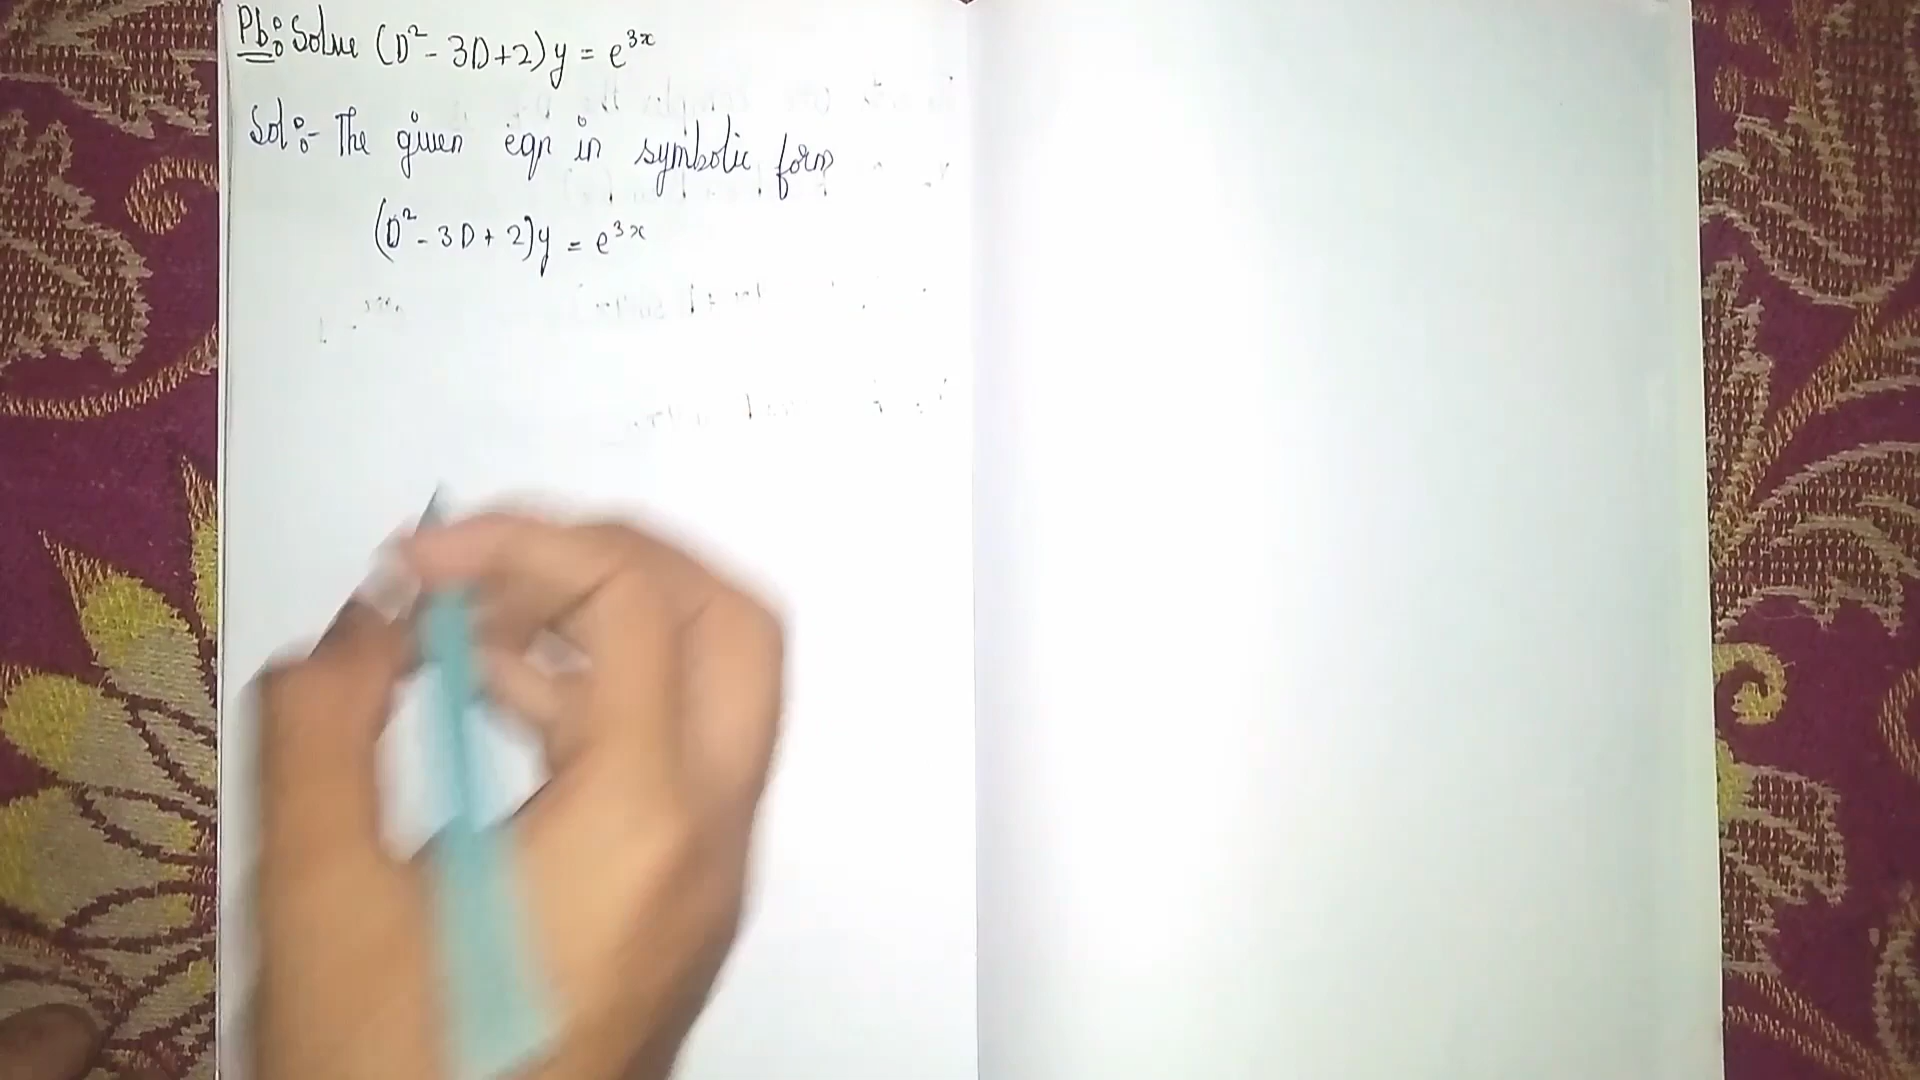 Pb: Solve (D² - 3D + 2)y = e³ˣ
Sol:- The given eqn in symbolic form
(D² - 3D + 2)y = e³ˣ